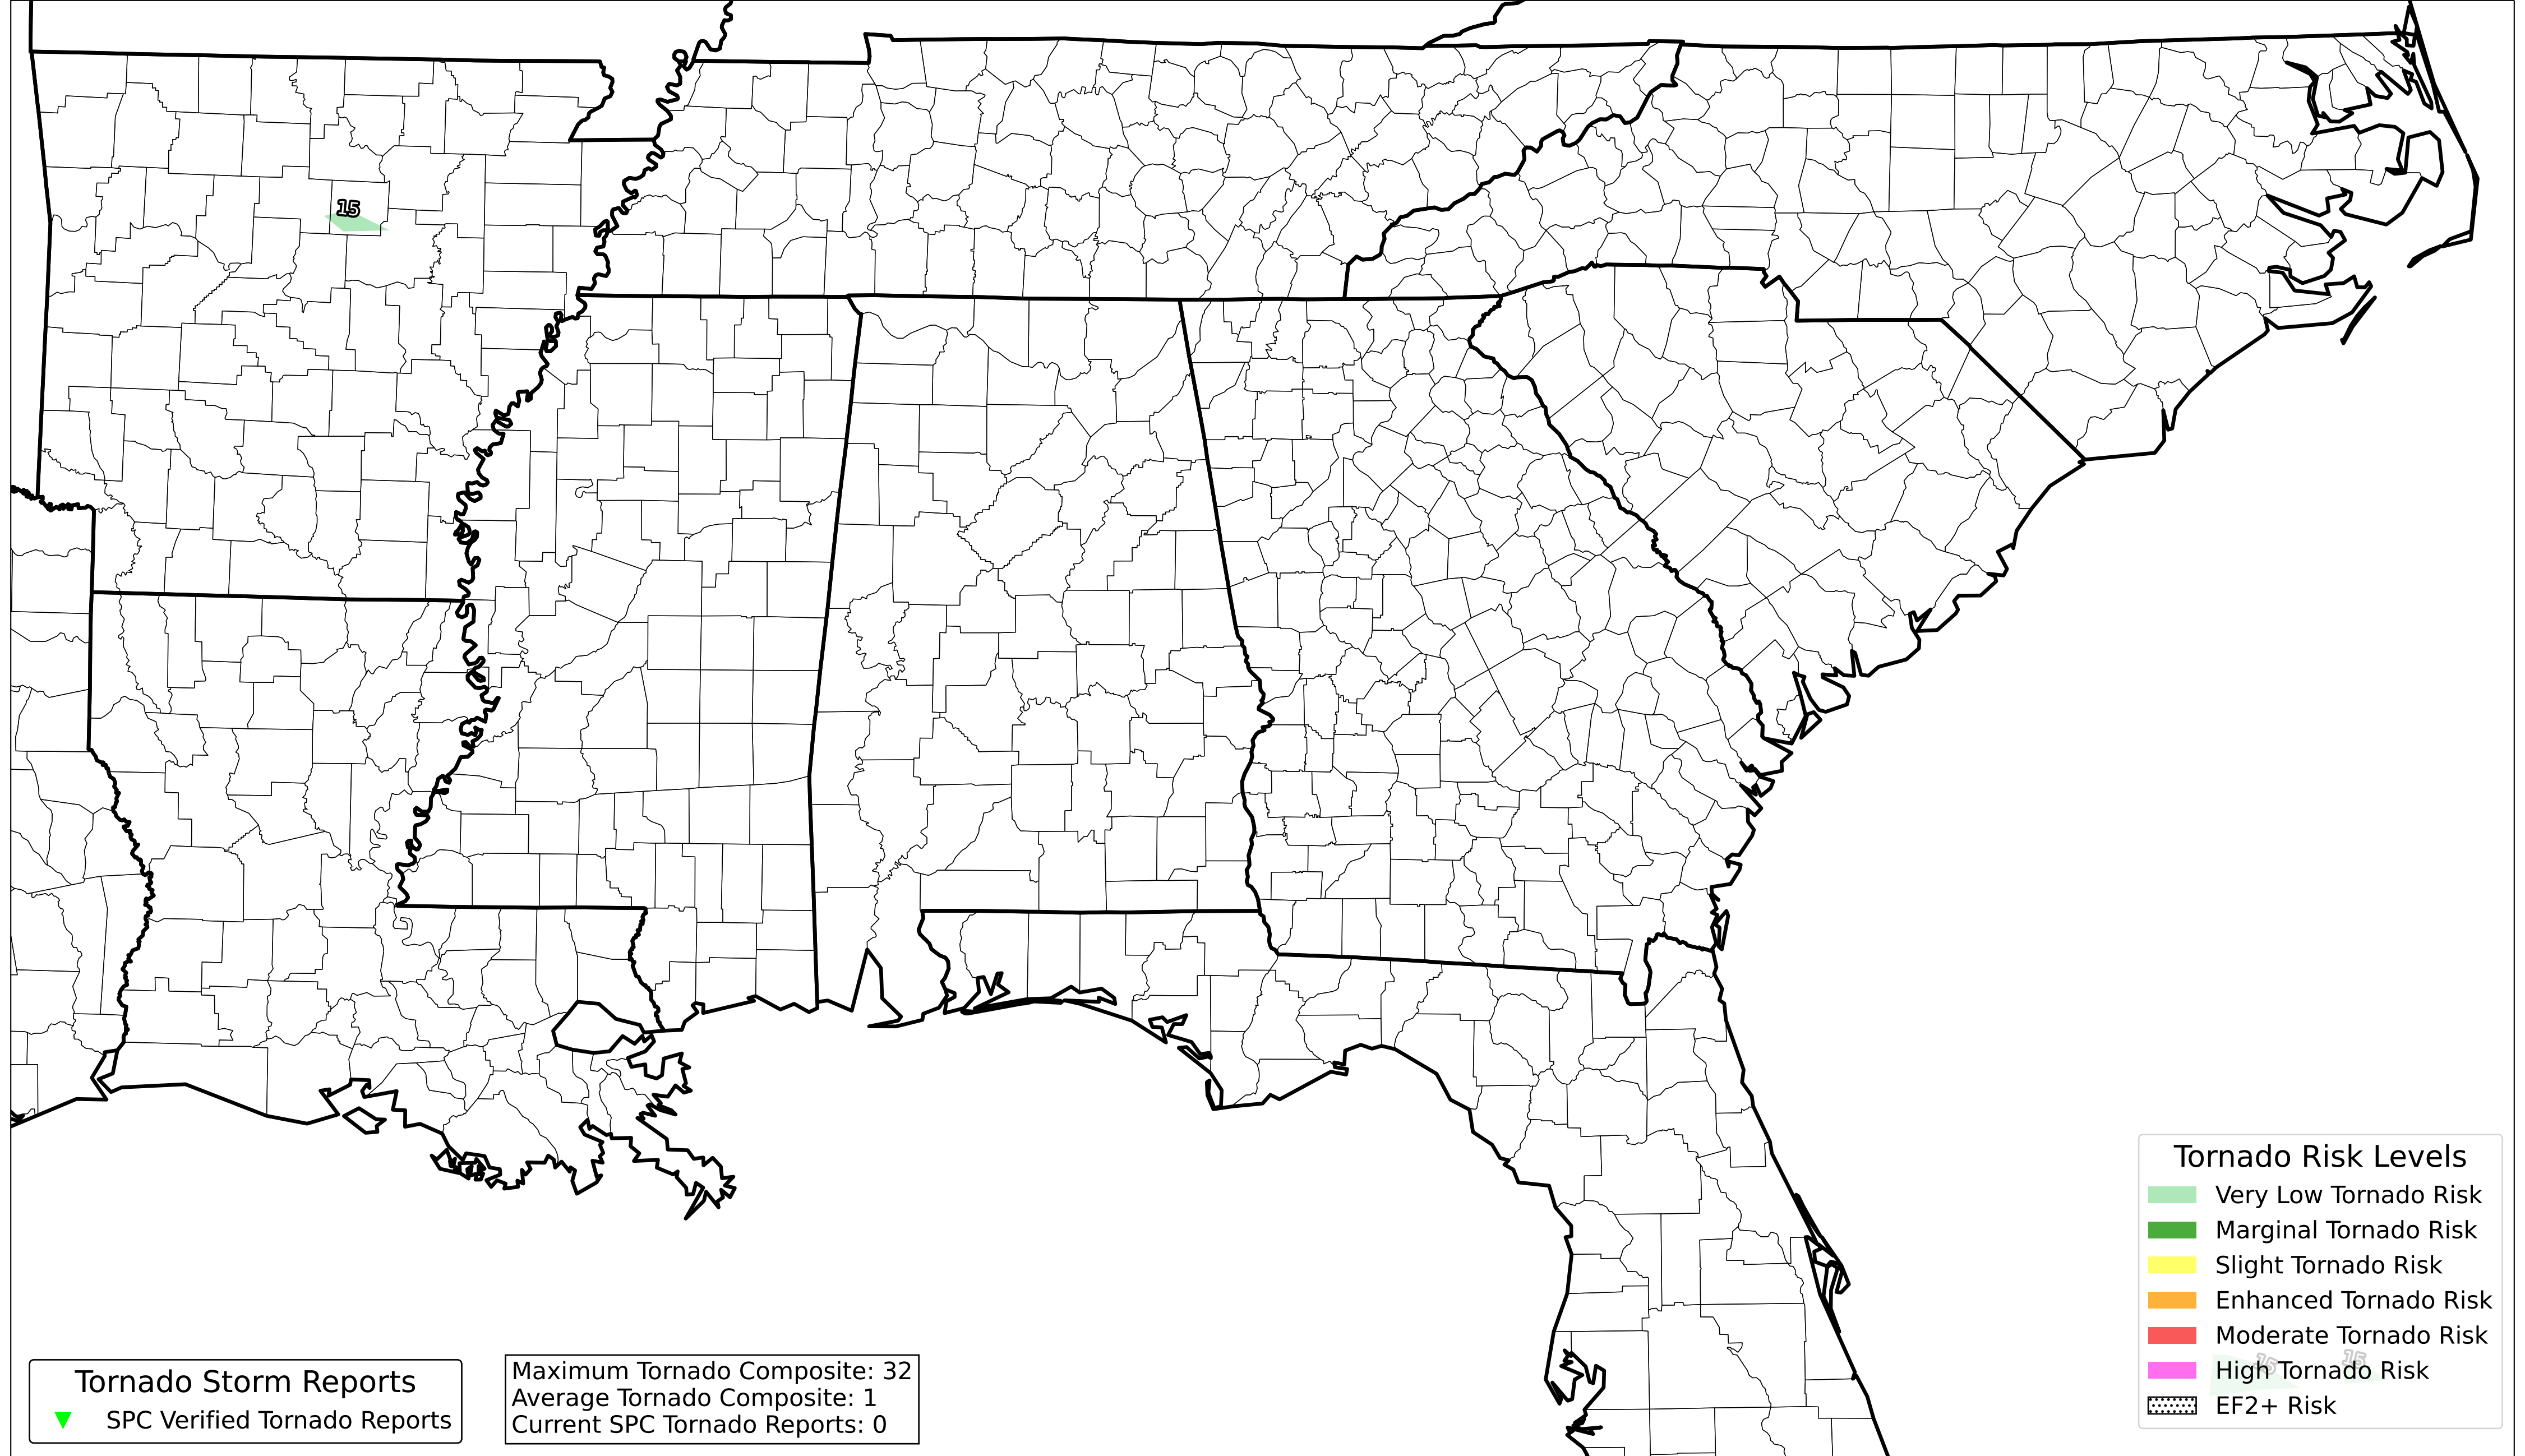 15
Tornado Risk Levels
Very Low Tornado Risk
Marginal Tornado Risk
Slight Tornado Risk
Enhanced Tornado Risk
Moderate Tornado Risk
15
15
High Tornado Risk
EF2+ Risk
Tornado Storm Reports
SPC Verified Tornado Reports
Maximum Tornado Composite: 32
Average Tornado Composite: 1
Current SPC Tornado Reports: 0